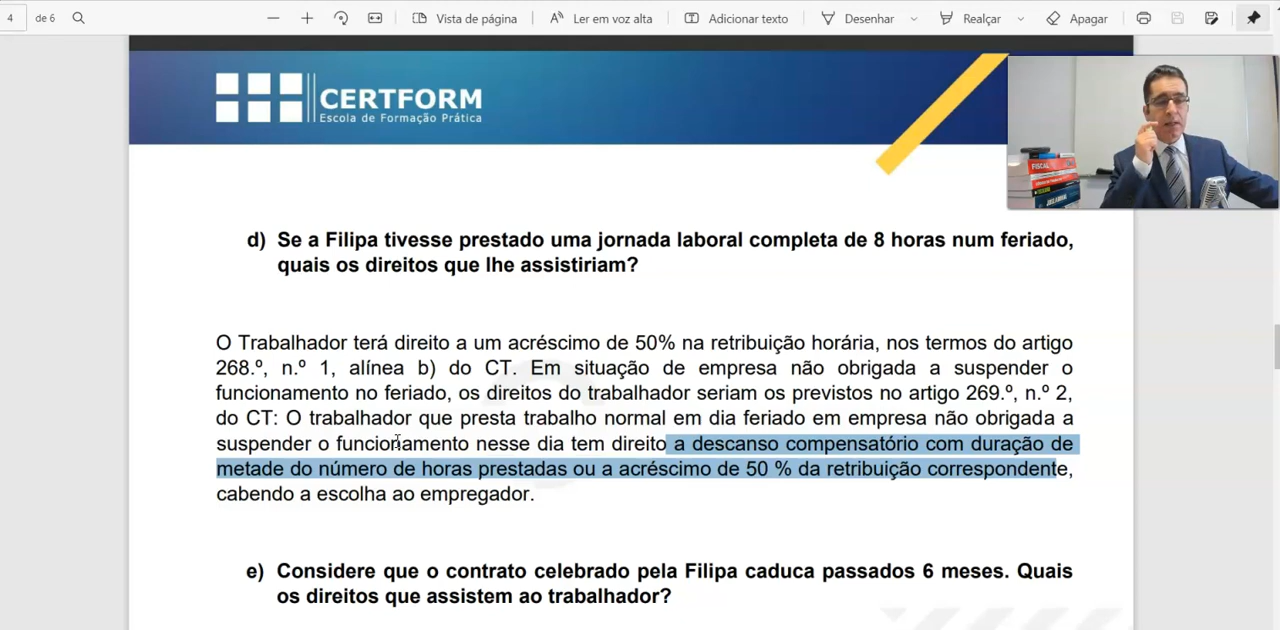 4 de 6 Vista de página Ler em voz alta Adicionar texto Desenhar Realçar Apagar
CERTFORM
Escola de Formação Prática
FISCAL
d) Se a Filipa tivesse prestado uma jornada laboral completa de 8 horas num feriado,
quais os direitos que lhe assistiriam?
O Trabalhador terá direito a um acréscimo de 50% na retribuição horária, nos termos do artigo
268.º, n.º 1, alínea b) do CT. Em situação de empresa não obrigada a suspender o
funcionamento no feriado, os direitos do trabalhador seriam os previstos no artigo 269.º, n.º 2,
do CT: O trabalhador que presta trabalho normal em dia feriado em empresa não obrigada a
suspender o funcionamento nesse dia tem direito a descanso compensatório com duração de
metade do número de horas prestadas ou a acréscimo de 50 % da retribuição correspondente,
cabendo a escolha ao empregador.
e) Considere que o contrato celebrado pela Filipa caduca passados 6 meses. Quais
os direitos que assistem ao trabalhador?